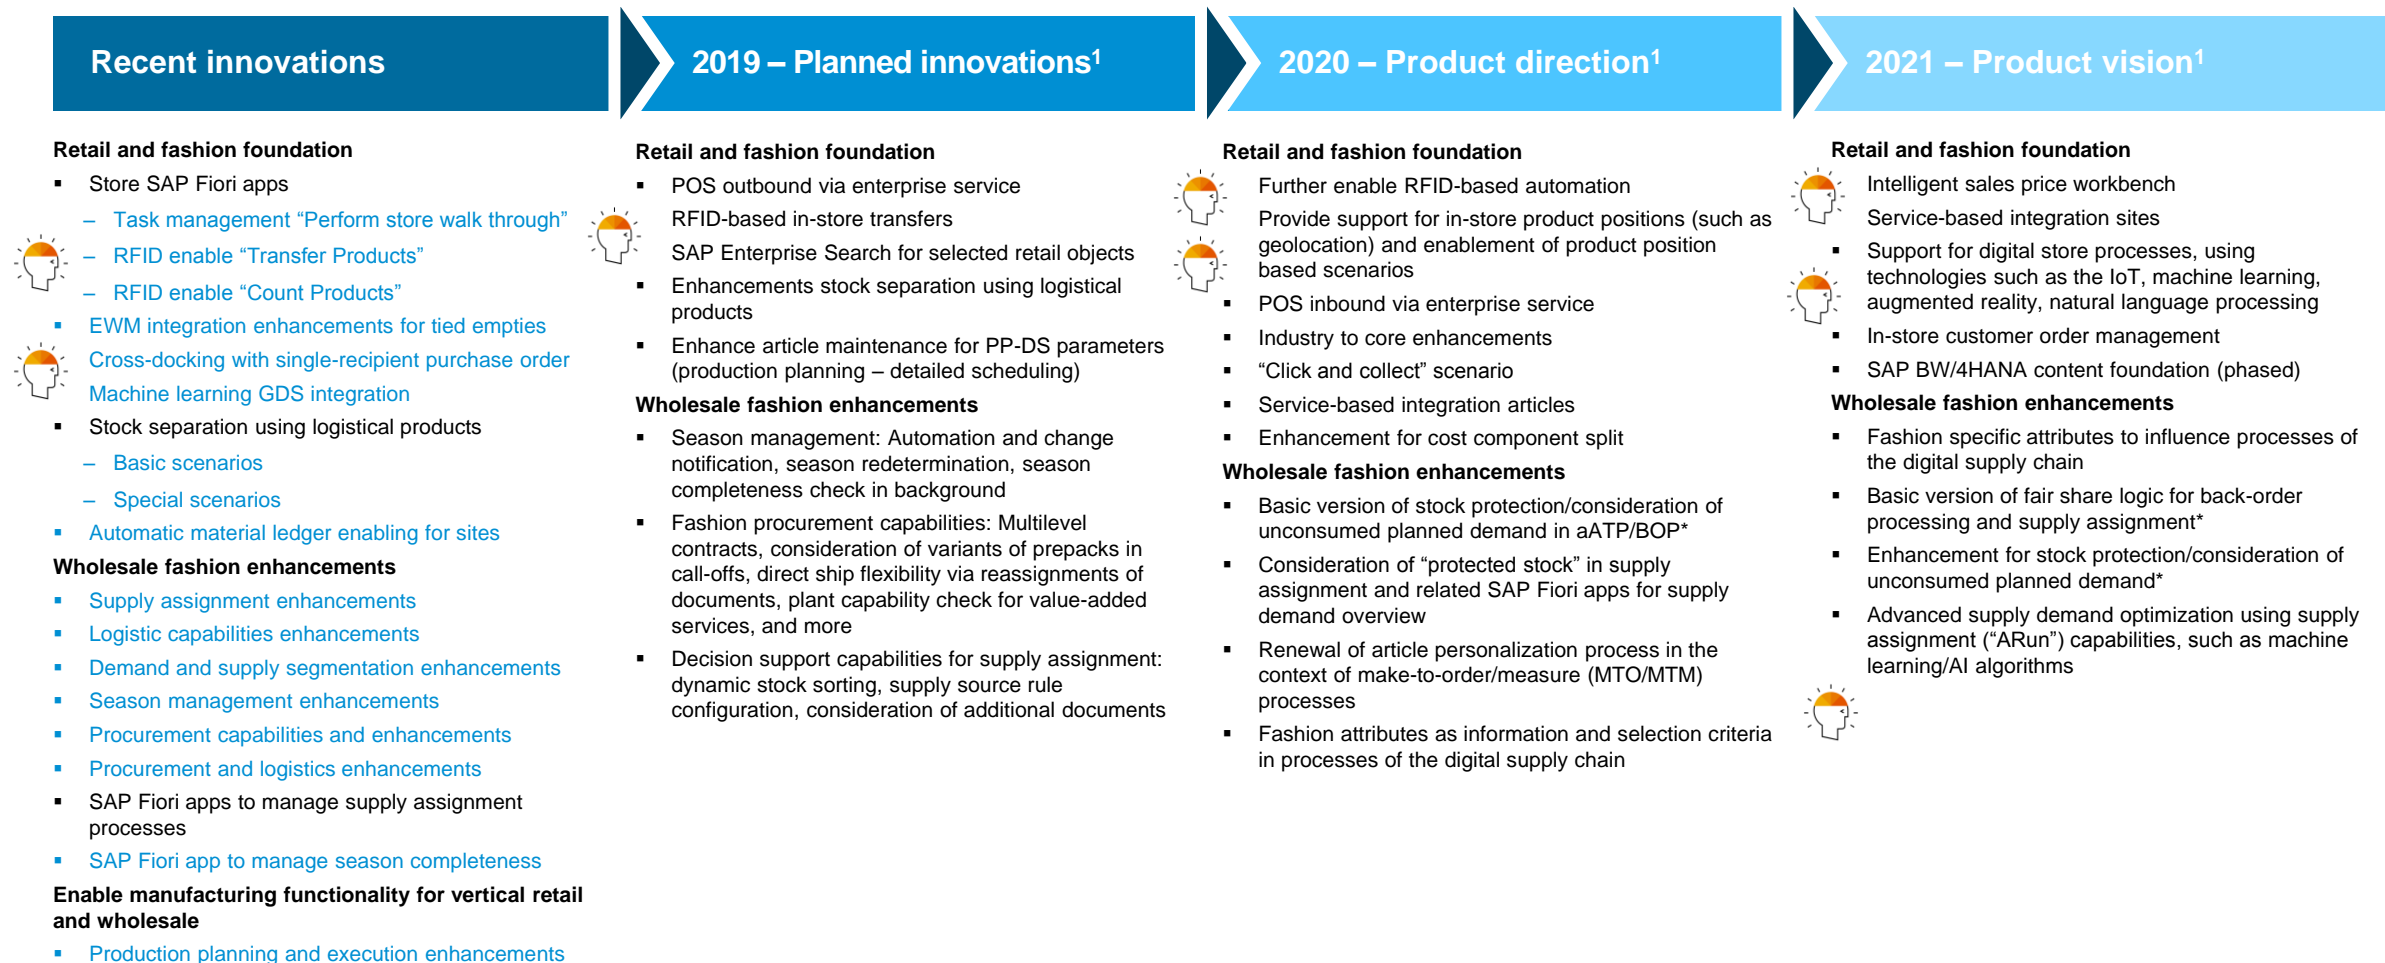 Recent innovations
2019 – Planned innovations¹
2020 – Product direction¹
2021 – Product vision¹
Retail and fashion foundation
▪ Store SAP Fiori apps
– Task management “Perform store walk through”
– RFID enable “Transfer Products”
– RFID enable “Count Products”
▪ EWM integration enhancements for tied empties
Cross-docking with single-recipient purchase order
Machine learning GDS integration
▪ Stock separation using logistical products
– Basic scenarios
– Special scenarios
▪ Automatic material ledger enabling for sites
Wholesale fashion enhancements
▪ Supply assignment enhancements
▪ Logistic capabilities enhancements
▪ Demand and supply segmentation enhancements
▪ Season management enhancements
▪ Procurement capabilities and enhancements
▪ Procurement and logistics enhancements
▪ SAP Fiori apps to manage supply assignment
processes
▪ SAP Fiori app to manage season completeness
Enable manufacturing functionality for vertical retail
and wholesale
▪ Production planning and execution enhancements
Retail and fashion foundation
▪ POS outbound via enterprise service
RFID-based in-store transfers
SAP Enterprise Search for selected retail objects
▪ Enhancements stock separation using logistical
products
▪ Enhance article maintenance for PP-DS parameters
(production planning – detailed scheduling)
Wholesale fashion enhancements
▪ Season management: Automation and change
notification, season redetermination, season
completeness check in background
▪ Fashion procurement capabilities: Multilevel
contracts, consideration of variants of prepacks in
call-offs, direct ship flexibility via reassignments of
documents, plant capability check for value-added
services, and more
▪ Decision support capabilities for supply assignment:
dynamic stock sorting, supply source rule
configuration, consideration of additional documents
Retail and fashion foundation
Further enable RFID-based automation
Provide support for in-store product positions (such as
geolocation) and enablement of product position
based scenarios
▪ POS inbound via enterprise service
▪ Industry to core enhancements
▪ “Click and collect” scenario
▪ Service-based integration articles
▪ Enhancement for cost component split
Wholesale fashion enhancements
▪ Basic version of stock protection/consideration of
unconsumed planned demand in aATP/BOP*
▪ Consideration of “protected stock” in supply
assignment and related SAP Fiori apps for supply
demand overview
▪ Renewal of article personalization process in the
context of make-to-order/measure (MTO/MTM)
processes
▪ Fashion attributes as information and selection criteria
in processes of the digital supply chain
Retail and fashion foundation
Intelligent sales price workbench
Service-based integration sites
▪ Support for digital store processes, using
technologies such as the IoT, machine learning,
augmented reality, natural language processing
▪ In-store customer order management
▪ SAP BW/4HANA content foundation (phased)
Wholesale fashion enhancements
▪ Fashion specific attributes to influence processes of
the digital supply chain
▪ Basic version of fair share logic for back-order
processing and supply assignment*
▪ Enhancement for stock protection/consideration of
unconsumed planned demand*
▪ Advanced supply demand optimization using supply
assignment (“ARun”) capabilities, such as machine
learning/AI algorithms